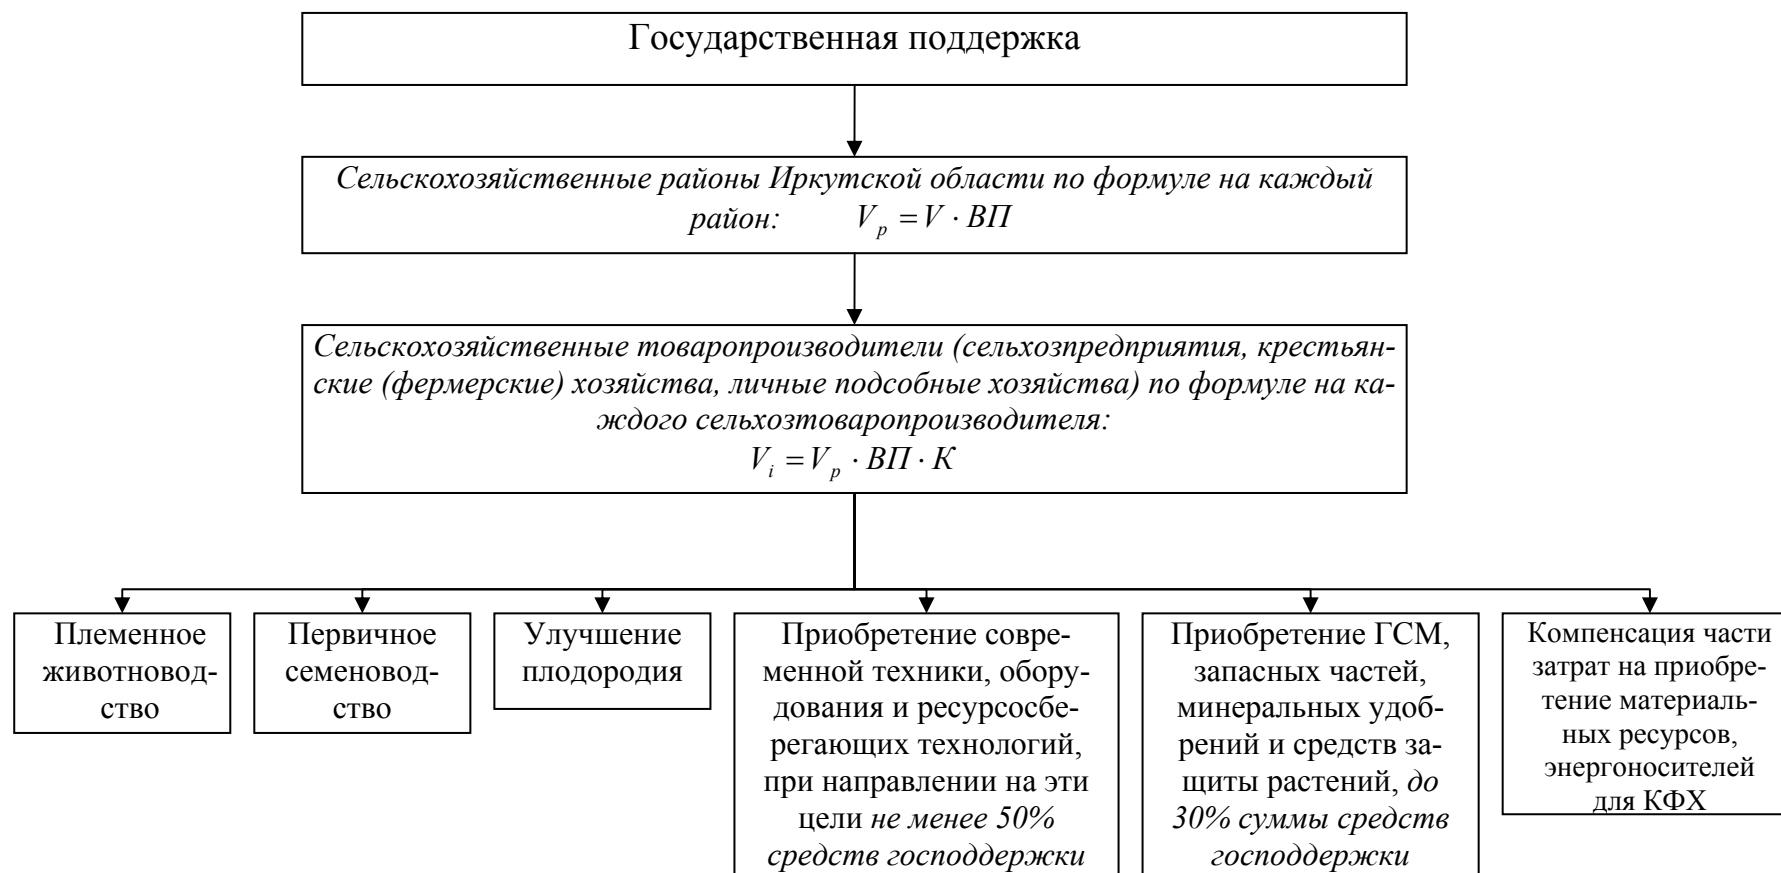 Государственная поддержка
Сельскохозяйственные районы Иркутской области по формуле на каждый
район: V_p = V · ВП
Сельскохозяйственные товаропроизводители (сельхозпредприятия, крестьян-
ские (фермерские) хозяйства, личные подсобные хозяйства) по формуле на ка-
ждого сельхозтоваропроизводителя:
V_i = V_p · ВП · К
Племенное
животновод-
ство
Первичное
семеновод-
ство
Улучшение
плодородия
Приобретение совре-
менной техники, обору-
дования и ресурсосбе-
регающих технологий,
при направлении на эти
цели не менее 50%
средств господдержки
Приобретение ГСМ,
запасных частей,
минеральных удоб-
рений и средств за-
щиты растений, до
30% суммы средств
господдержки
Компенсация части
затрат на приобре-
тение материаль-
ных ресурсов,
энергоносителей
для КФХ